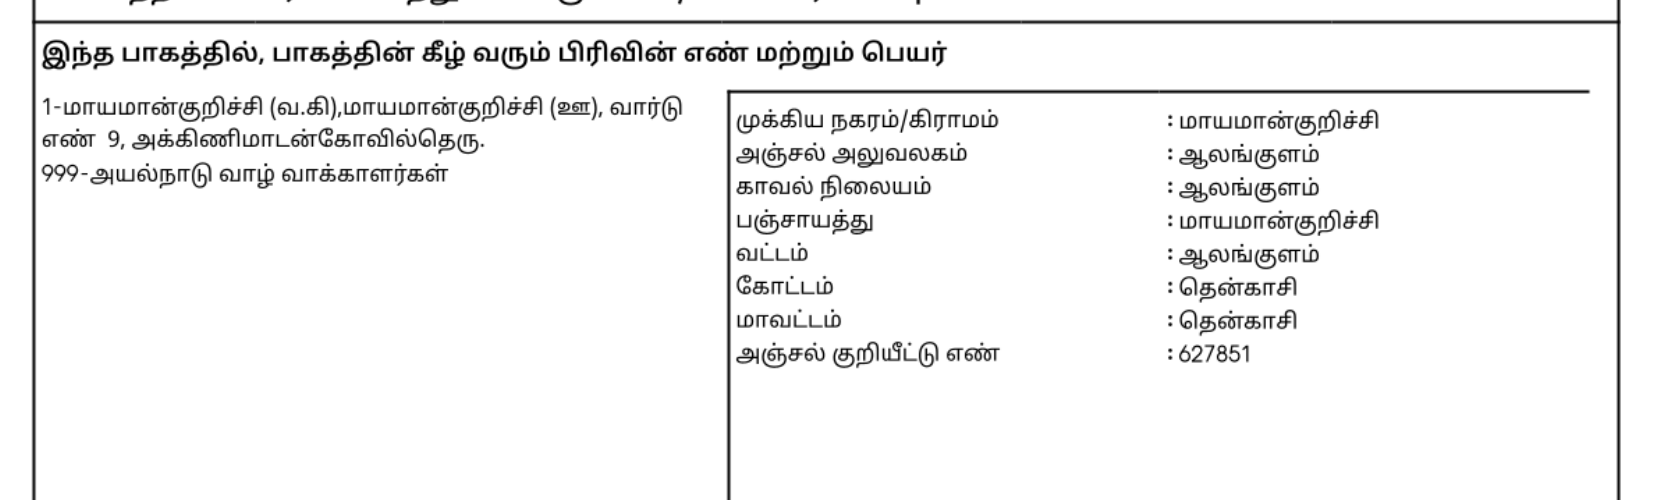 இந்த பாகத்தில், பாகத்தின் கீழ் வரும் பிரிவின் எண் மற்றும் பெயர்
1-மாயமான்குறிச்சி (வ.கி),மாயமான்குறிச்சி (ஊ), வார்டு
எண் 9, அக்கினிமாடன்கோவில்தெரு.
999-அயல்நாடு வாழ் வாக்காளர்கள்
முக்கிய நகரம்/கிராமம் : மாயமான்குறிச்சி
அஞ்சல் அலுவலகம் : ஆலங்குளம்
காவல் நிலையம் : ஆலங்குளம்
பஞ்சாயத்து : மாயமான்குறிச்சி
வட்டம் : ஆலங்குளம்
கோட்டம் : தென்காசி
மாவட்டம் : தென்காசி
அஞ்சல் குறியீட்டு எண் : 627851